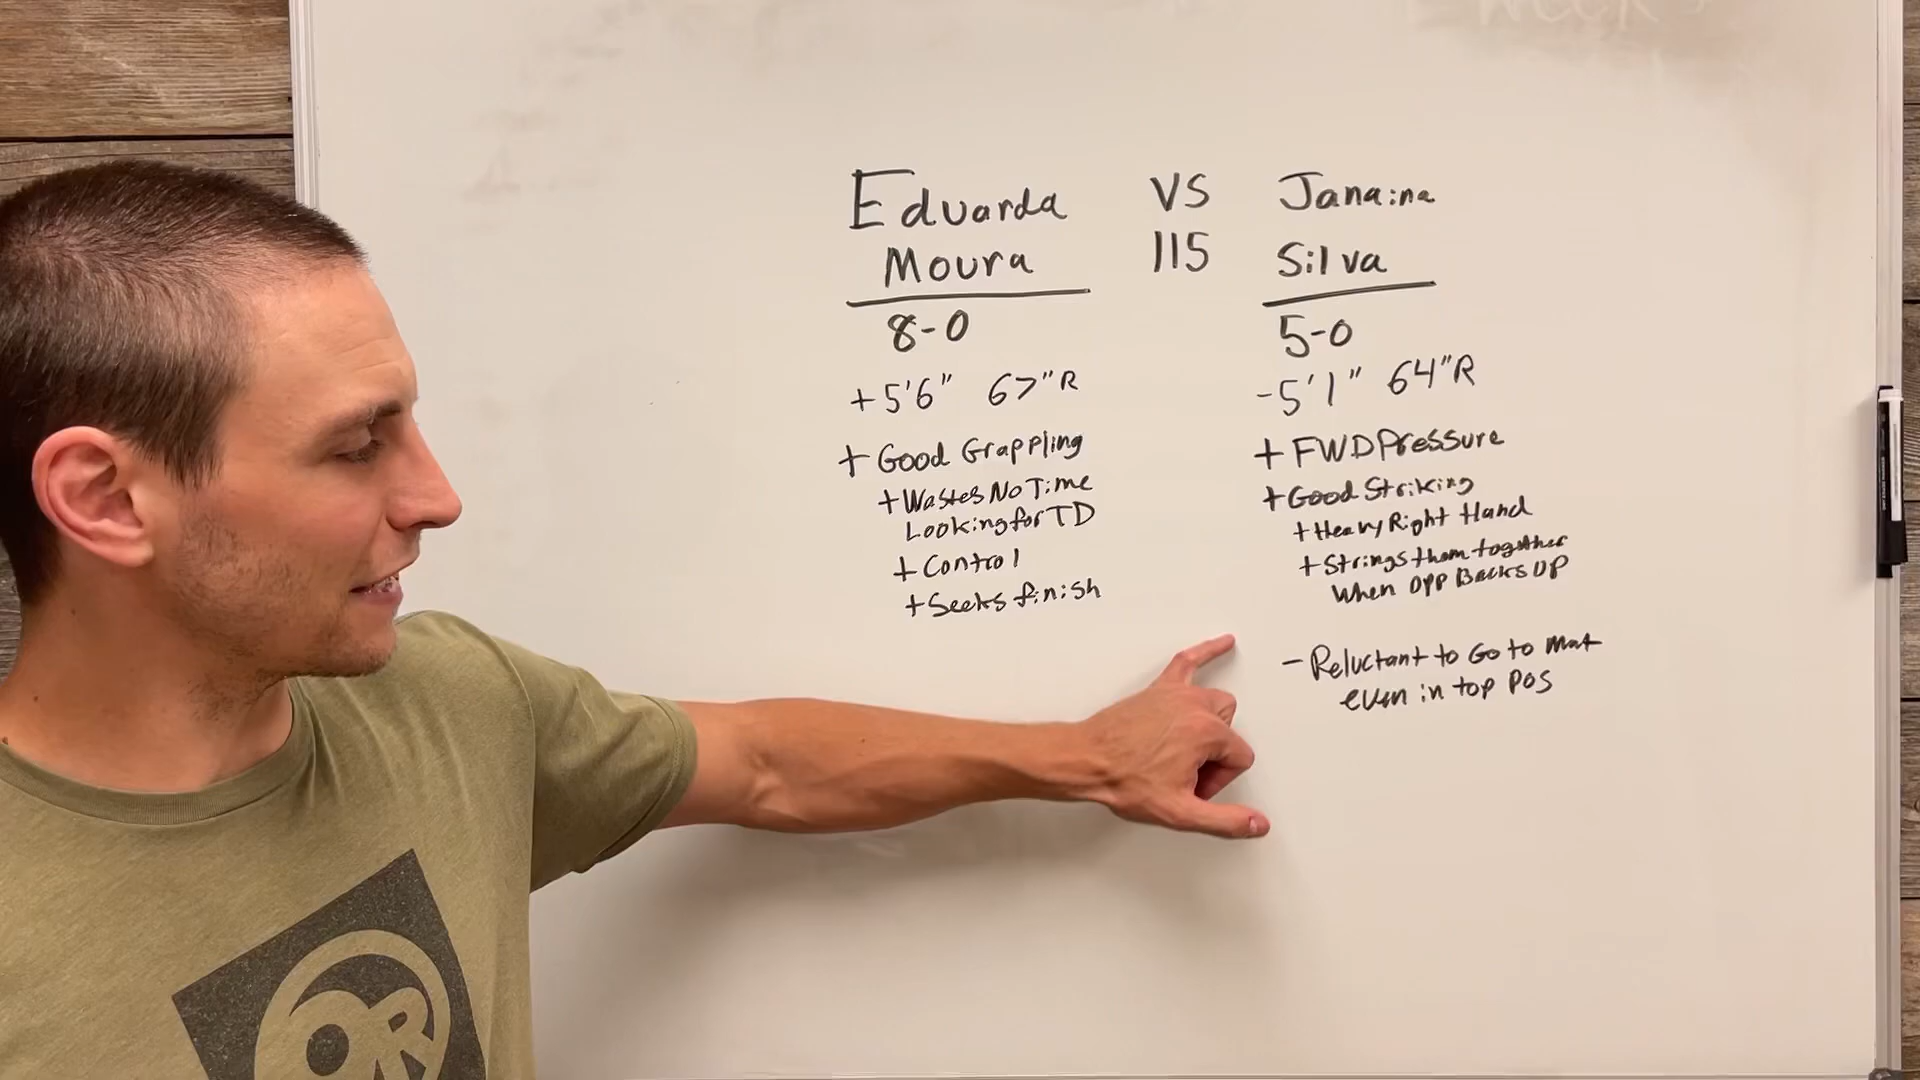 Eduarda VS Janaina
Moura 115 Silva
8-0 5-0
+5'6" 67"R -5'1" 64"R
+Good Grappling
+Wastes No Time
Looking for TD
+Control
+Seeks finish
+FWD Pressure
+Good Striking
+Heavy Right Hand
+Strings them together
When opp Backs UP
-Reluctant to Go to mat
even in top pos
OR